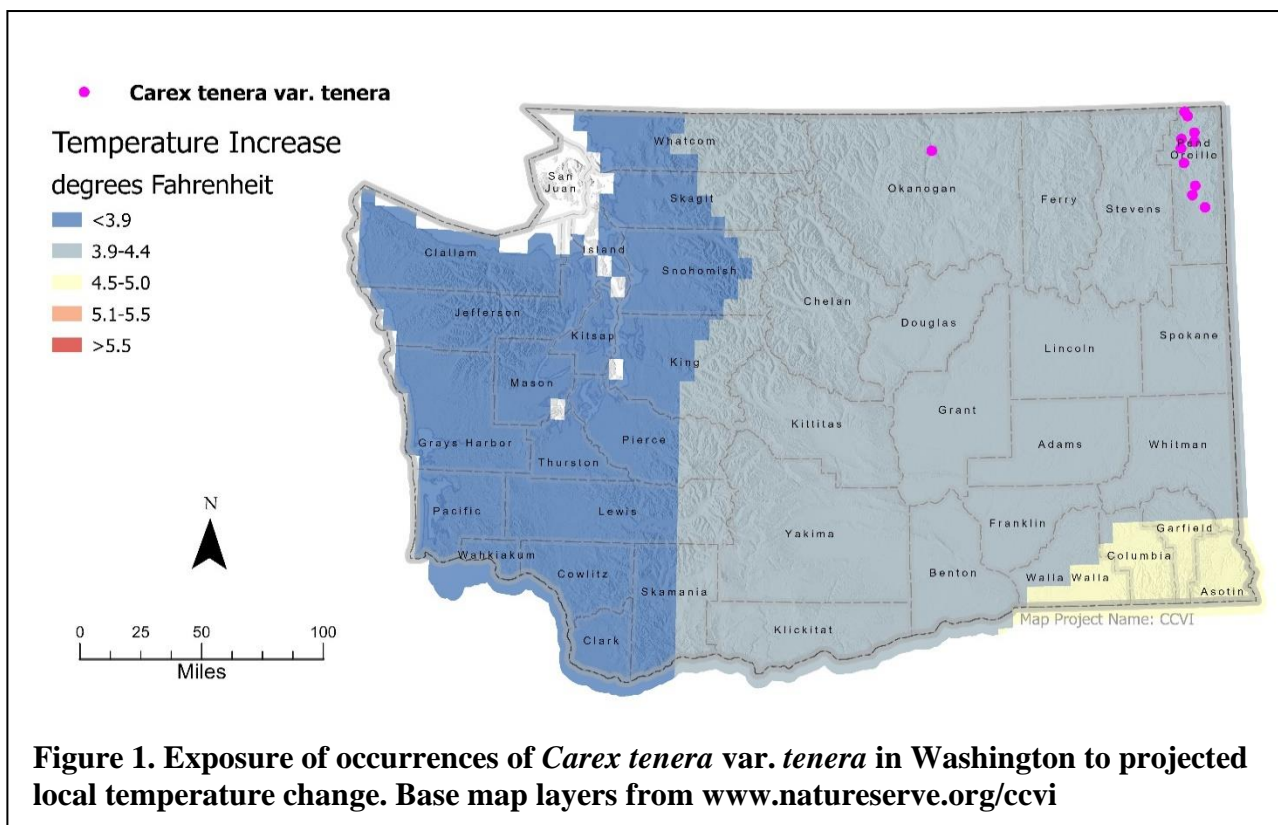 Carex tenera var. tenera
Temperature Increase
degrees Fahrenheit
<3.9
3.9-4.4
4.5-5.0
5.1-5.5
>5.5
Whatcom
San
Juan
Skagit
Okanogan
Ferry
Stevens
Pend
Oreille
Island
Clallam
Snohomish
Chelan
Jefferson
Douglas
Kitsap
King
Lincoln
Spokane
Mason
Grant
Kittitas
Grays Harbor
Pierce
Adams
Whitman
Thurston
Pacific
Lewis
Yakima
Franklin
Garfield
Wahkiakum
Cowlitz
Skamania
Benton
Walla Walla
Columbia
Asotin
Clark
Klickitat
Map Project Name: CCVI
N
0 25 50 100
Miles
Figure 1. Exposure of occurrences of Carex tenera var. tenera in Washington to projected
local temperature change. Base map layers from www.natureserve.org/ccvi